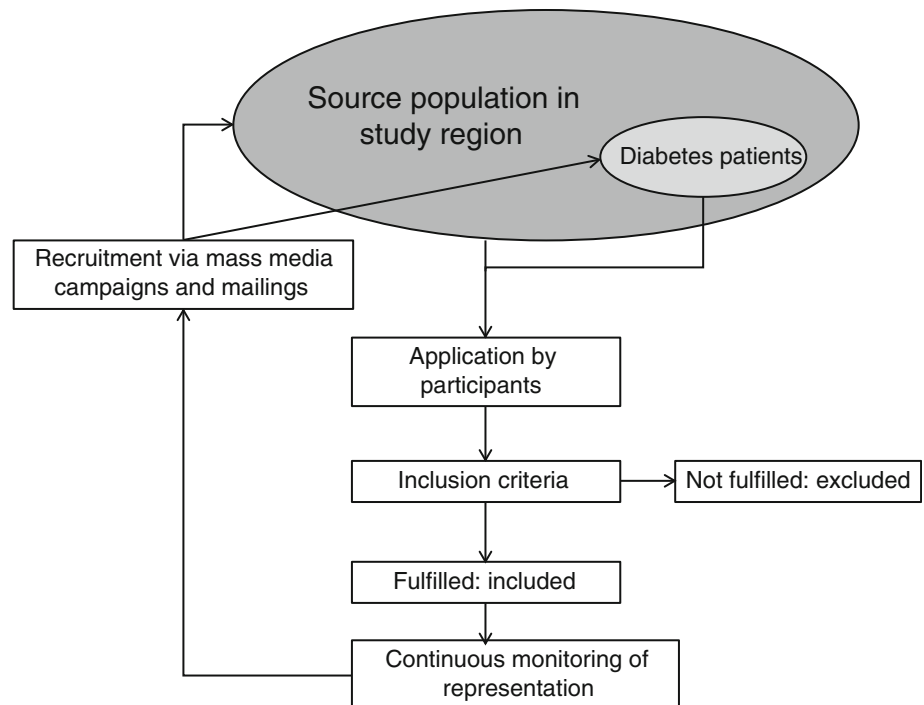 Source population in
study region
Diabetes patients
Recruitment via mass media
campaigns and mailings
Application by
participants
Inclusion criteria
Not fulfilled: excluded
Fulfilled: included
Continuous monitoring of
representation